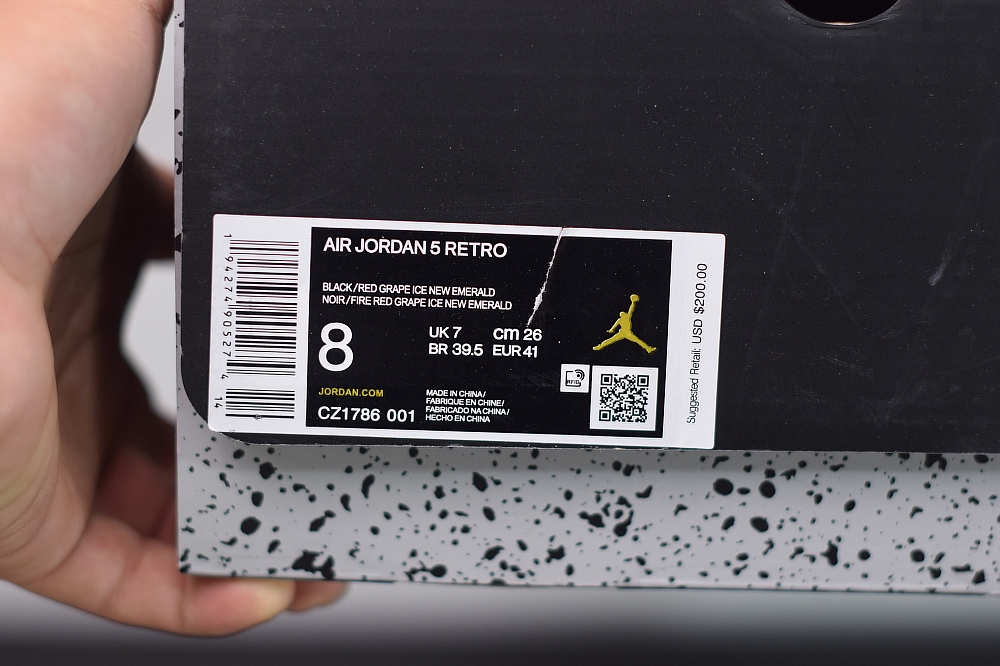 AIR JORDAN 5 RETRO
BLACK/RED GRAPE ICE NEW EMERALD
NOIR/FIRE RED GRAPE ICE NEW EMERALD
8
UK 7 cm 26
BR 39.5 EUR 41
JORDAN.COM
CZ1786 001
MADE IN CHINA/
FABRIQUE EN CHINE/
FABRICADO NA CHINA/
HECHO EN CHINA
RFID
1 94274 90527 4 14
Suggested Retail: USD $200.00